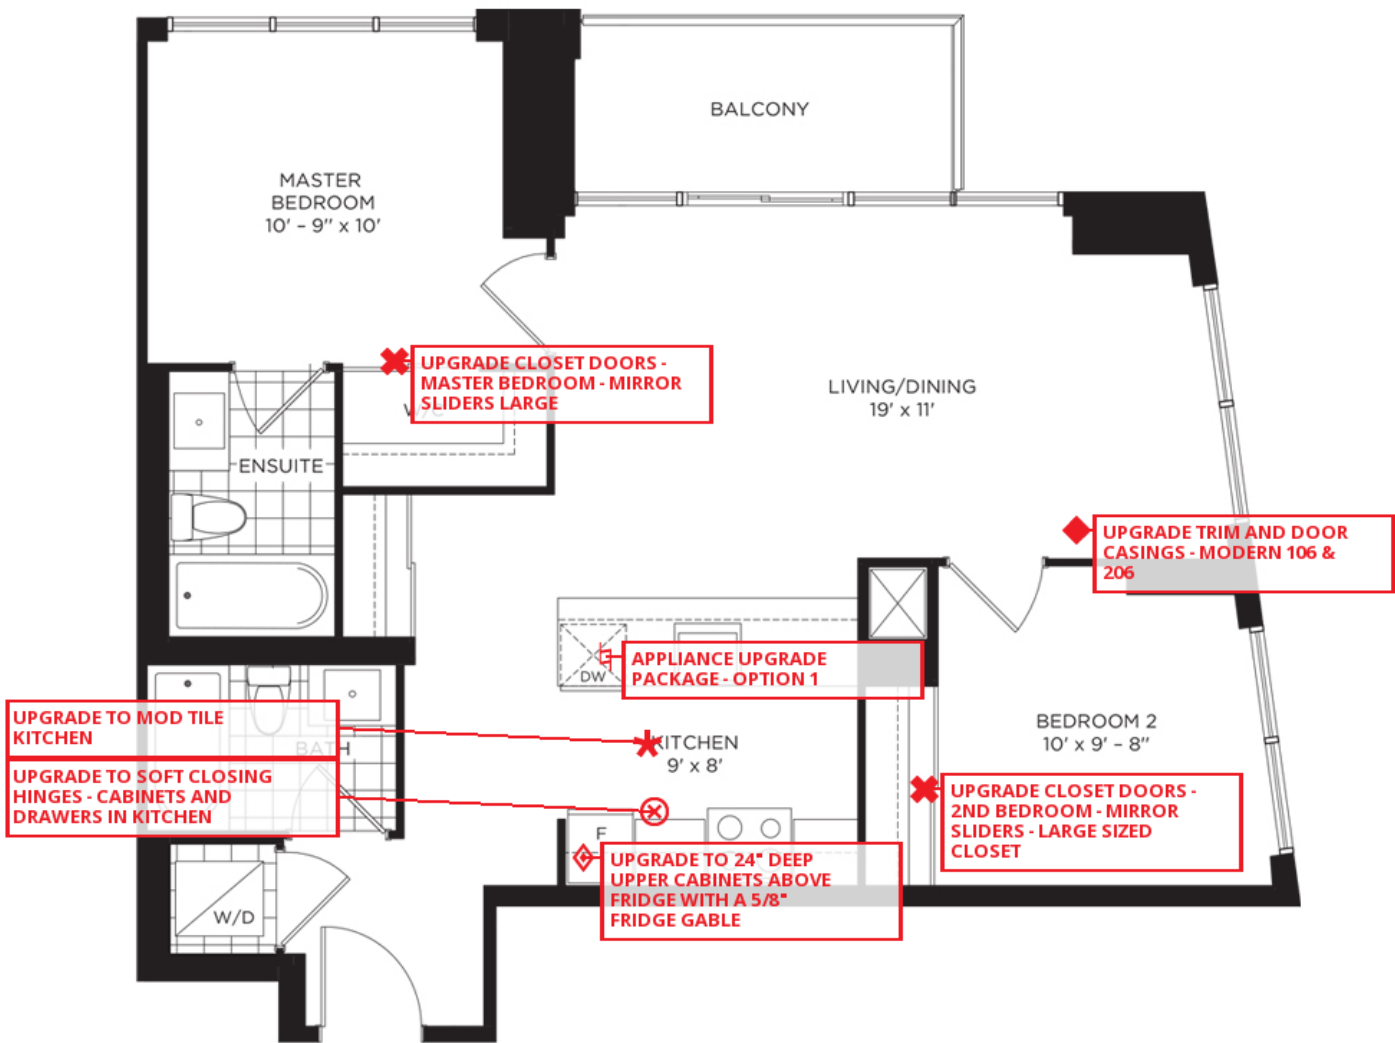 BALCONY
MASTER
BEDROOM
10' - 9" x 10'
UPGRADE CLOSET DOORS -
MASTER BEDROOM - MIRROR
SLIDERS LARGE
W/C
LIVING/DINING
19' x 11'
ENSUITE
UPGRADE TRIM AND DOOR
CASINGS - MODERN 106 &
206
APPLIANCE UPGRADE
PACKAGE - OPTION 1
DW
UPGRADE TO MOD TILE
KITCHEN
BATH
KITCHEN
9' x 8'
BEDROOM 2
10' x 9' - 8"
UPGRADE TO SOFT CLOSING
HINGES - CABINETS AND
DRAWERS IN KITCHEN
UPGRADE CLOSET DOORS -
2ND BEDROOM - MIRROR
SLIDERS - LARGE SIZED
CLOSET
F
UPGRADE TO 24" DEEP
UPPER CABINETS ABOVE
FRIDGE WITH A 5/8"
FRIDGE GABLE
W/D